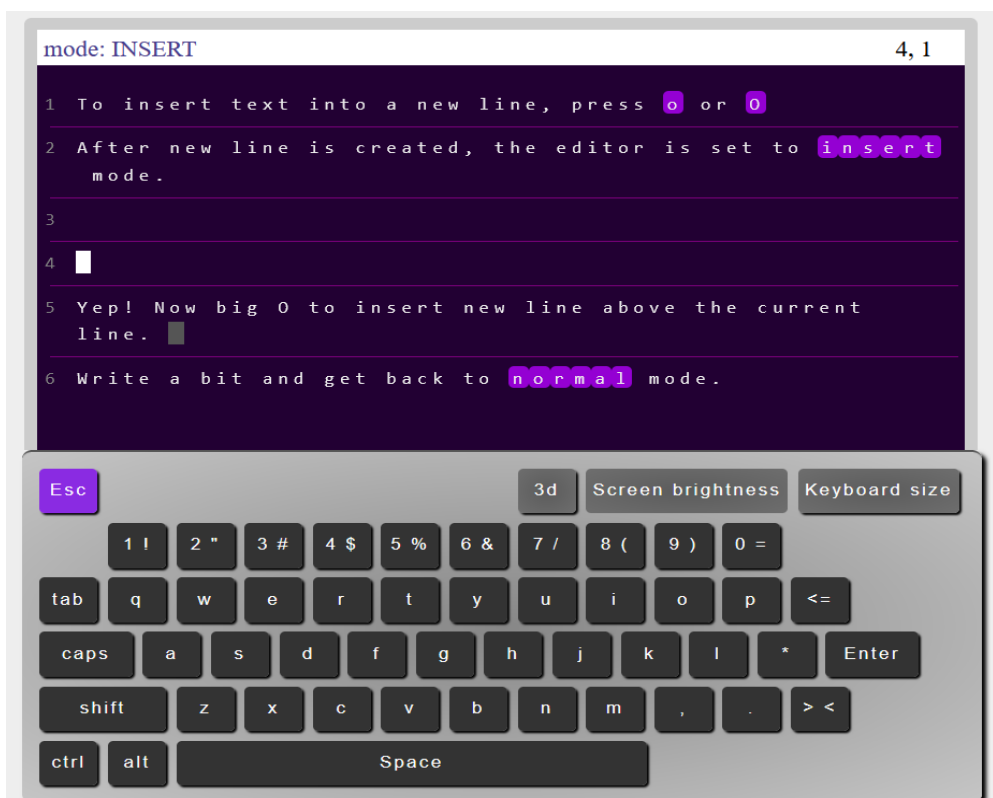 mode: INSERT 4, 1
1 To insert text into a new line, press o or O
2 After new line is created, the editor is set to insert
mode.
3
4
5 Yep! Now big O to insert new line above the current
line.
6 Write a bit and get back to normal mode.
Esc 3d Screen brightness Keyboard size
1 ! 2 " 3 # 4 $ 5 % 6 & 7 / 8 ( 9 ) 0 =
tab q w e r t y u i o p <=
caps a s d f g h j k l * Enter
shift z x c v b n m , . > <
ctrl alt Space